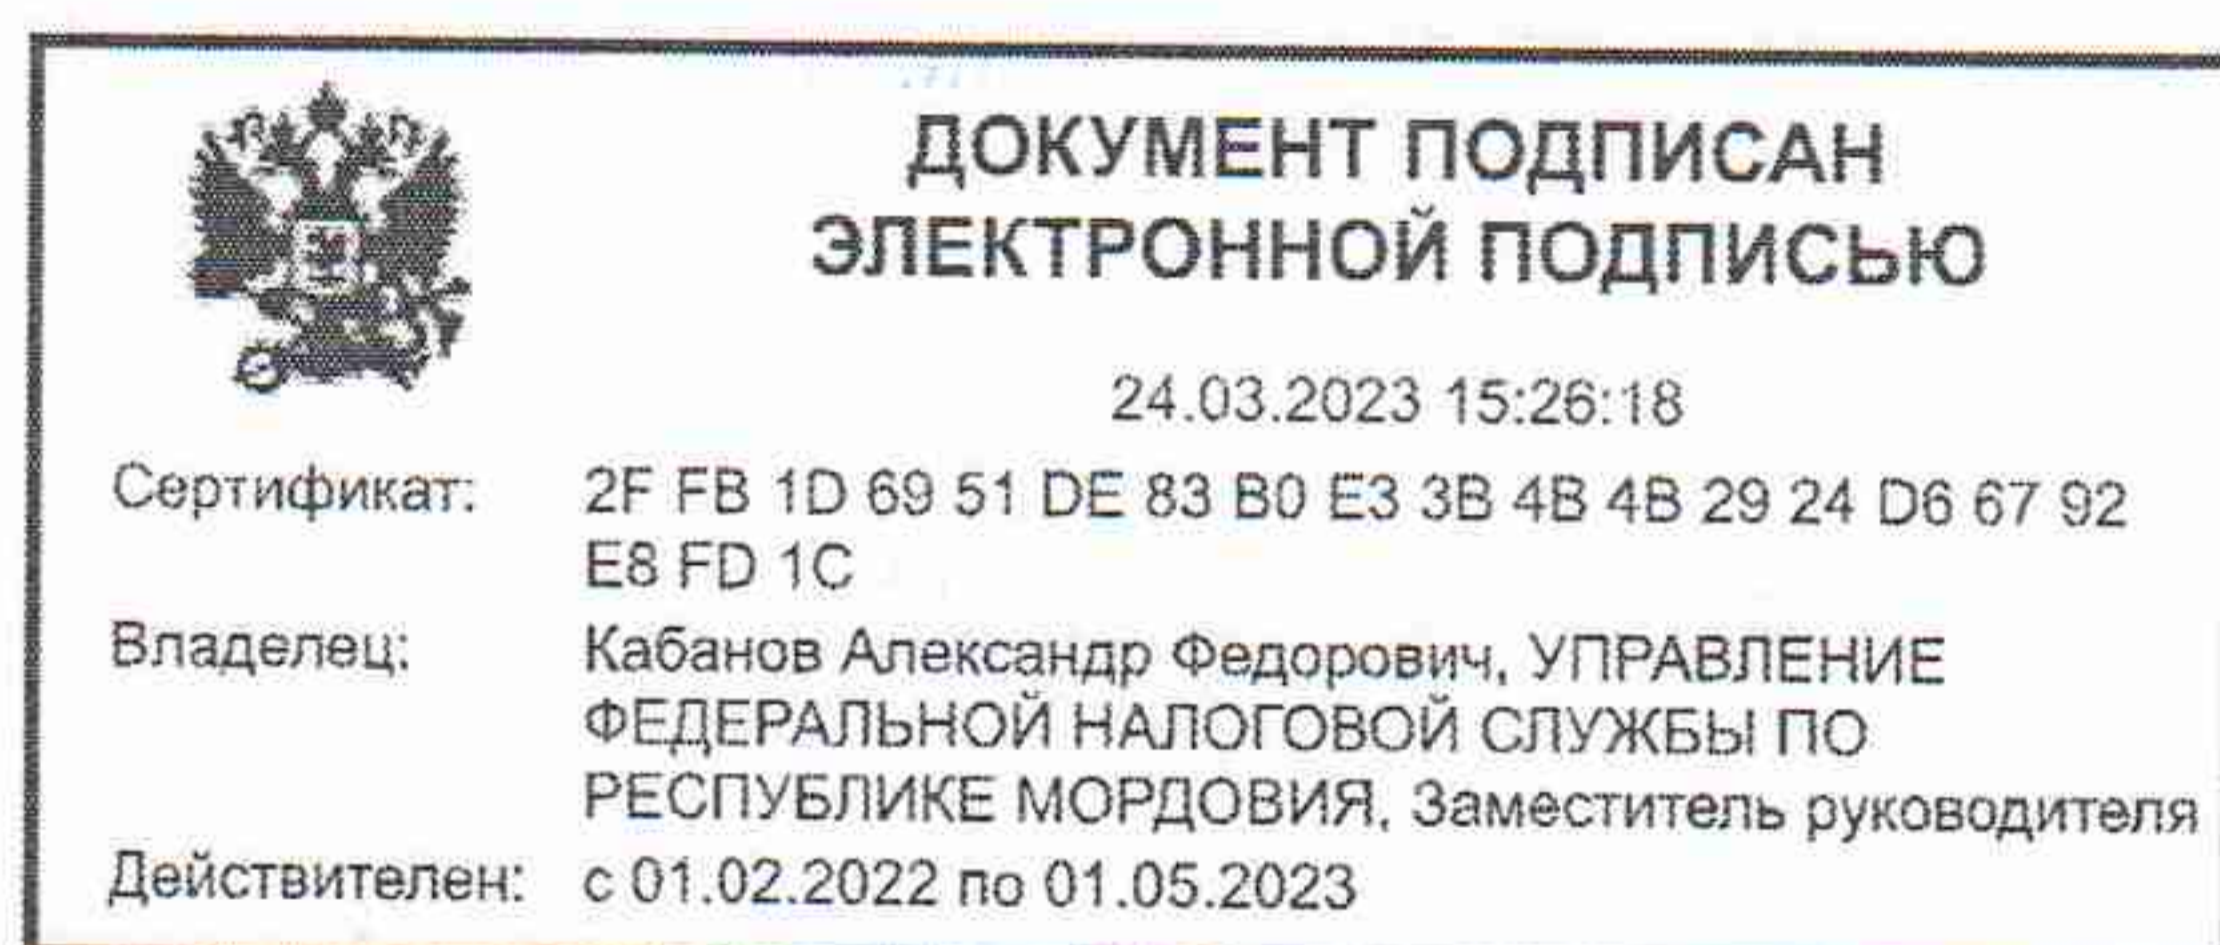 ДОКУМЕНТ ПОДПИСАН
ЭЛЕКТРОННОЙ ПОДПИСЬЮ
24.03.2023 15:26:18
Сертификат: 2F FB 1D 69 51 DE 83 B0 E3 3B 4B 4B 29 24 D6 67 92
E8 FD 1C
Владелец: Кабанов Александр Федорович, УПРАВЛЕНИЕ
ФЕДЕРАЛЬНОЙ НАЛОГОВОЙ СЛУЖБЫ ПО
РЕСПУБЛИКЕ МОРДОВИЯ, Заместитель руководителя
Действителен: с 01.02.2022 по 01.05.2023